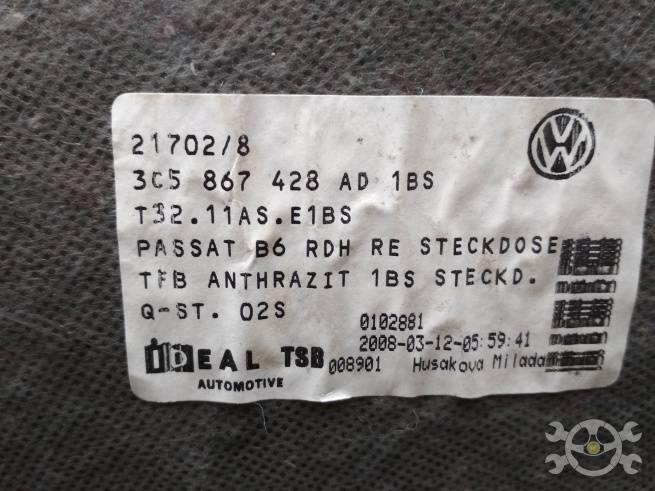 21702/8
3C5 867 428 AD 1BS
T32.11AS.E1BS
PASSAT B6 RDH RE STECKDOSE
TFB ANTHRAZIT 1BS STECKD.
Q-ST. 02S
0102881
2008-03-12-05:59:41
IDEAL TSB 008901 Husakova Milada
AUTOMOTIVE
VW